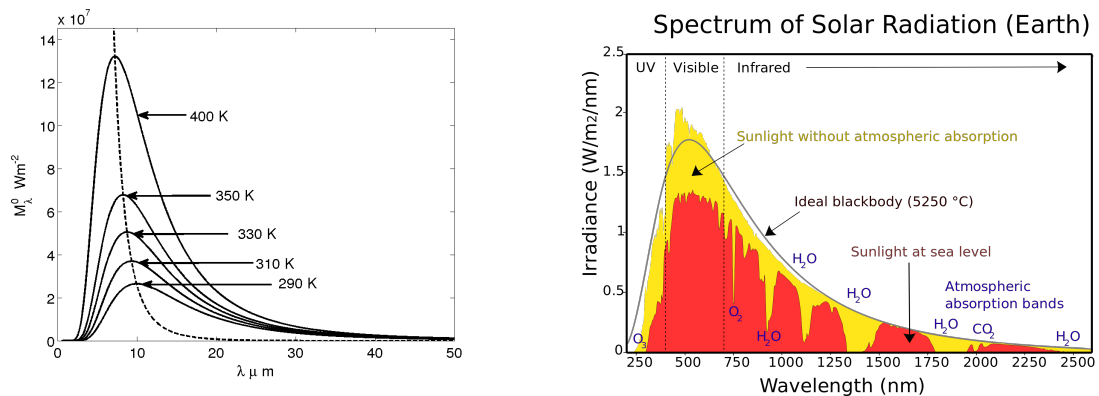 x 10⁷
14
12
10
8
6
4
2
0
M⁰λ Wm⁻²
400 K
350 K
330 K
310 K
290 K
0
10
20
30
40
50
λ μ m
Spectrum of Solar Radiation (Earth)
2.5
2
1.5
1
0.5
0
Irradiance (W/m2/nm)
UV
Visible
Infrared
Sunlight without atmospheric absorption
Ideal blackbody (5250 °C)
Sunlight at sea level
H₂O
Atmospheric
absorption bands
H₂O
O₂
H₂O
H₂O
CO₂
H₂O
O₃
250 500 750 1000 1250 1500 1750 2000 2250 2500
Wavelength (nm)